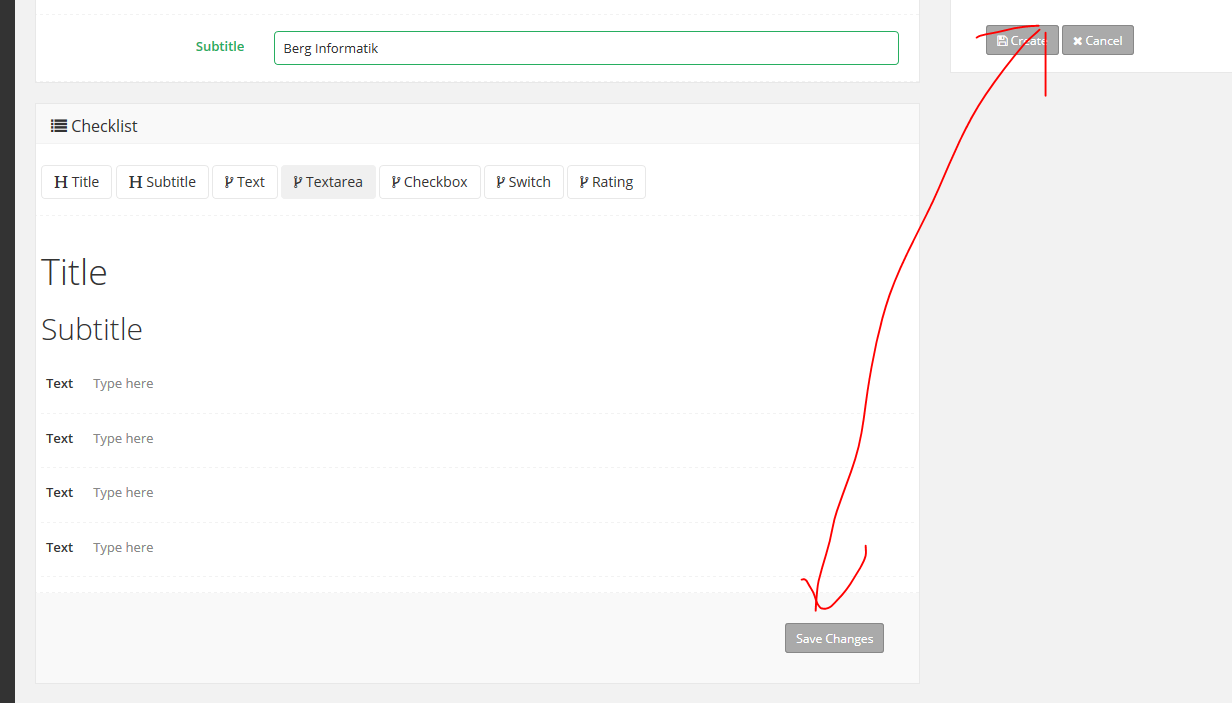 Subtitle Berg Informatik
Create Cancel
Checklist
H Title H Subtitle Text Textarea Checkbox Switch Rating
Title
Subtitle
Text Type here
Text Type here
Text Type here
Text Type here
Save Changes